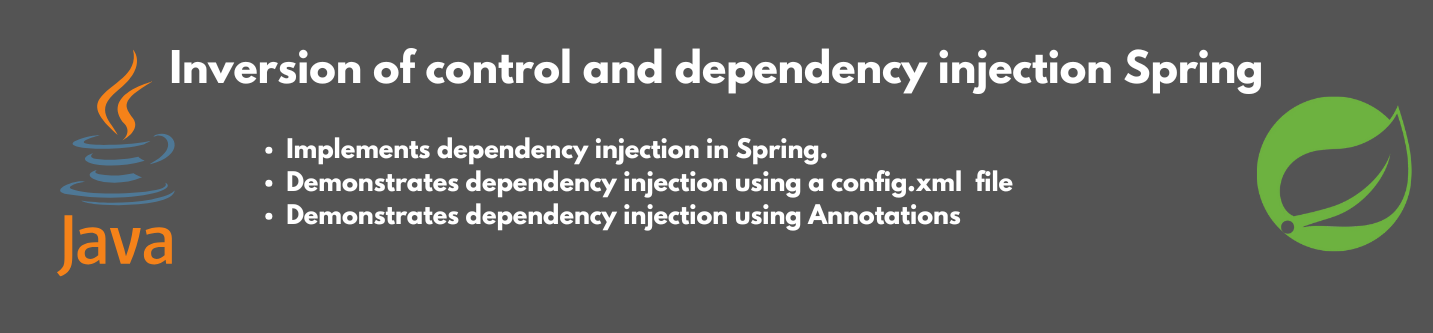 Inversion of control and dependency injection Spring
• Implements dependency injection in Spring.
• Demonstrates dependency injection using a config.xml  file
• Demonstrates dependency injection using Annotations
Java